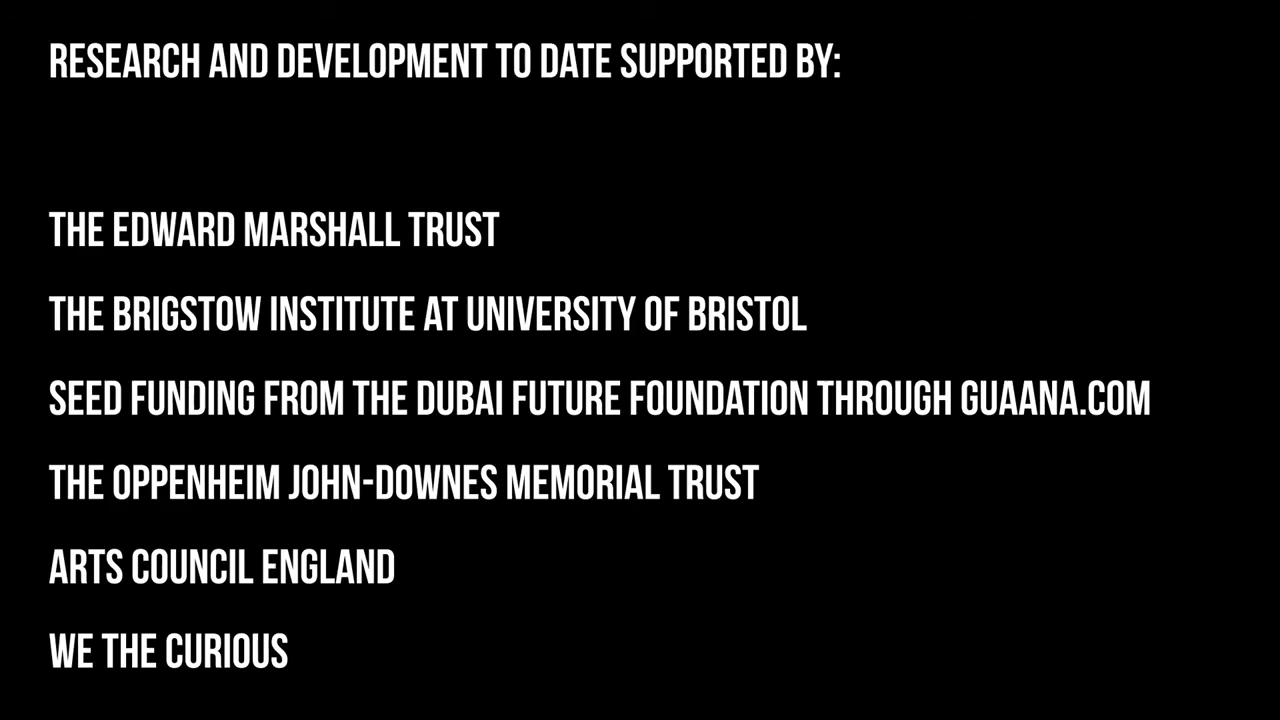 RESEARCH AND DEVELOPMENT TO DATE SUPPORTED BY:
THE EDWARD MARSHALL TRUST
THE BRIGSTOW INSTITUTE AT UNIVERSITY OF BRISTOL
SEED FUNDING FROM THE DUBAI FUTURE FOUNDATION THROUGH GUAANA.COM
THE OPPENHEIM JOHN-DOWNES MEMORIAL TRUST
ARTS COUNCIL ENGLAND
WE THE CURIOUS